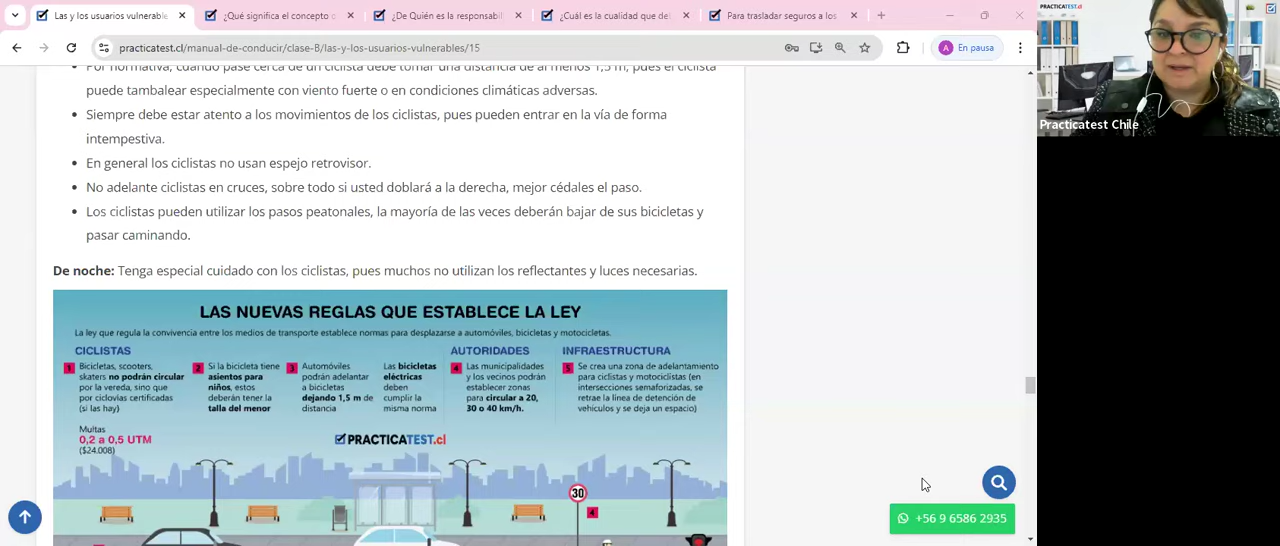 Las y los usuarios vulnerable
¿Qué significa el concepto d
¿De Quién es la responsabil
¿Cuál es la cualidad que del
Para trasladar seguros a los
practicatest.cl/manual-de-conducir/clase-B/las-y-los-usuarios-vulnerables/15
A En pausa
Por normativa, cuando pase cerca de un ciclista debe tomar una distancia de al menos 1,5 m, pues el ciclista
puede tambalear especialmente con viento fuerte o en condiciones climáticas adversas.
Siempre debe estar atento a los movimientos de los ciclistas, pues pueden entrar en la vía de forma
intempestiva.
En general los ciclistas no usan espejo retrovisor.
No adelante ciclistas en cruces, sobre todo si usted doblará a la derecha, mejor cédales el paso.
Los ciclistas pueden utilizar los pasos peatonales, la mayoría de las veces deberán bajar de sus bicicletas y
pasar caminando.
De noche: Tenga especial cuidado con los ciclistas, pues muchos no utilizan los reflectantes y luces necesarias.
LAS NUEVAS REGLAS QUE ESTABLECE LA LEY
La ley que regula la convivencia entre los medios de transporte establece normas para desplazarse a automóviles, bicicletas y motocicletas.
CICLISTAS
1 Bicicletas, scooters,
skaters no podrán circular
por la vereda, sino que
por ciclovías certificadas
(si las hay)
Multas
0,2 a 0,5 UTM
($24.008)
2 Si la bicicleta tiene
asientos para
niños, estos
deberán tener la
talla del menor
3 Automóviles
podrán adelantar
a bicicletas
dejando 1,5 m de
distancia
Las bicicletas
eléctricas
deben
cumplir la
misma norma
AUTORIDADES
4 Las municipalidades
y los vecinos podrán
establecer zonas
para circular a 20,
30 o 40 km/h.
INFRAESTRUCTURA
5 Se crea una zona de adelantamiento
para ciclistas y motociclistas (en
intersecciones semaforizadas, se
retrae la línea de detención de
vehículos y se deja un espacio)
PRACTICATEST.cl
30
4
+56 9 6586 2935
PRACTICATEST.cl
Practicatest Chile